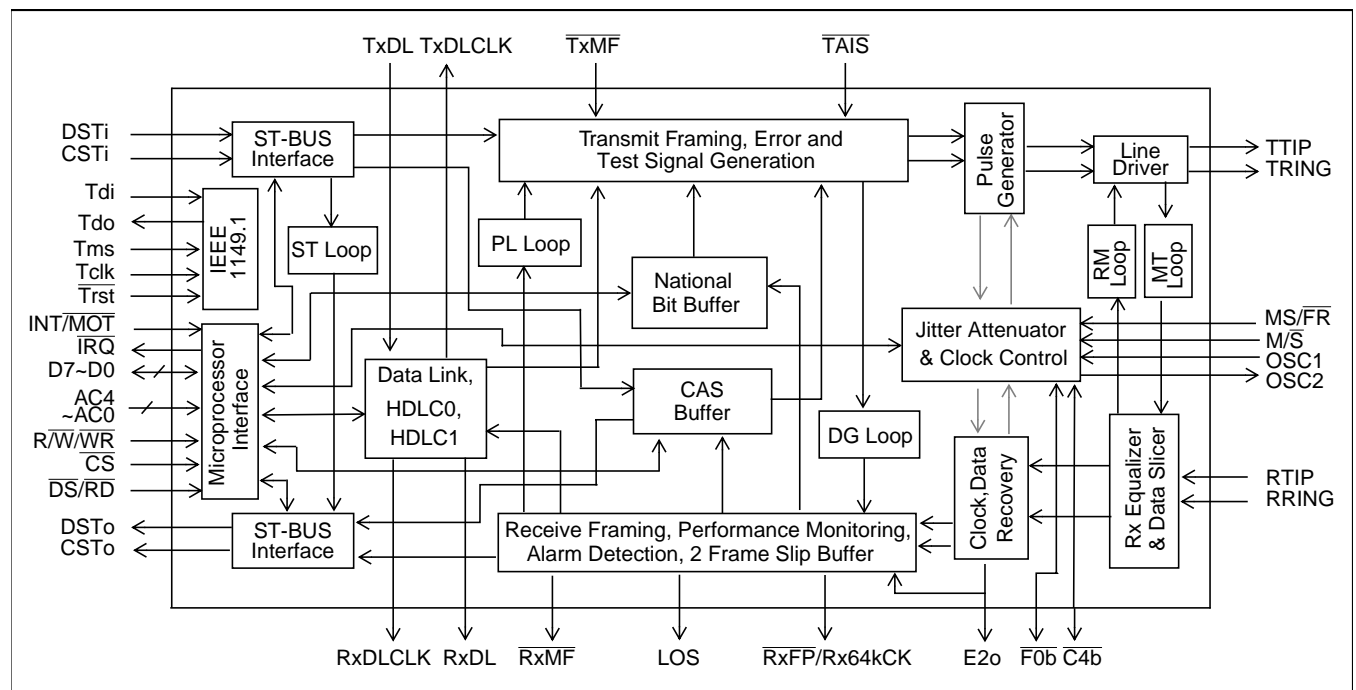 TxDL TxDLCLK
TxMF
TAIS
DSTi
CSTi
ST-BUS
Interface
Transmit Framing, Error and
Test Signal Generation
Pulse
Generator
Line
Driver
TTIP
TRING
Tdi
Tdo
Tms
Tclk
Trst
IEEE
1149.1
ST Loop
PL Loop
National
Bit Buffer
RM
Loop
MT
Loop
INT/MOT
IRQ
D7~D0
AC4
~AC0
R/W/WR
CS
DS/RD
Microprocessor
Interface
Data Link,
HDLC0,
HDLC1
CAS
Buffer
DG Loop
Jitter Attenuator
& Clock Control
MS/FR
M/S
OSC1
OSC2
Clock,Data
Recovery
Rx Equalizer
& Data Slicer
RTIP
RRING
DSTo
CSTo
ST-BUS
Interface
Receive Framing, Performance Monitoring,
Alarm Detection, 2 Frame Slip Buffer
RxDLCLK
RxDL
RxMF
LOS
RxFP/Rx64kCK
E2o
F0b
C4b